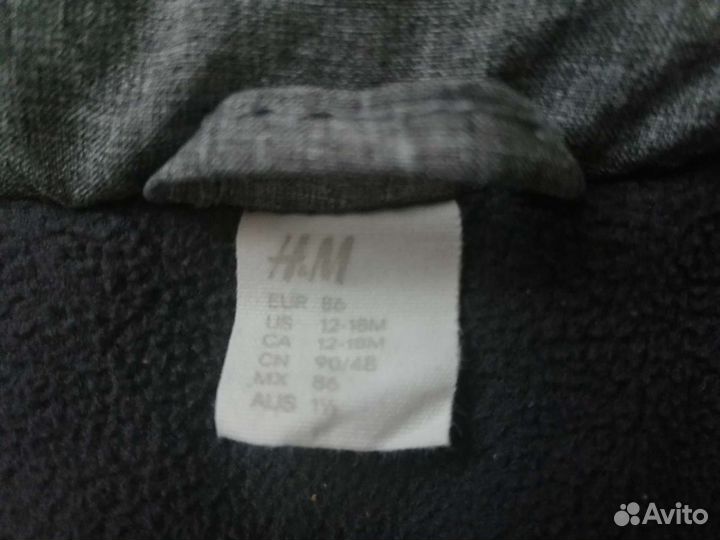 H&M
EUR 86
US 12-18M
CA 12-18M
CN 90/48
MX 86
AUS 1½
Avito